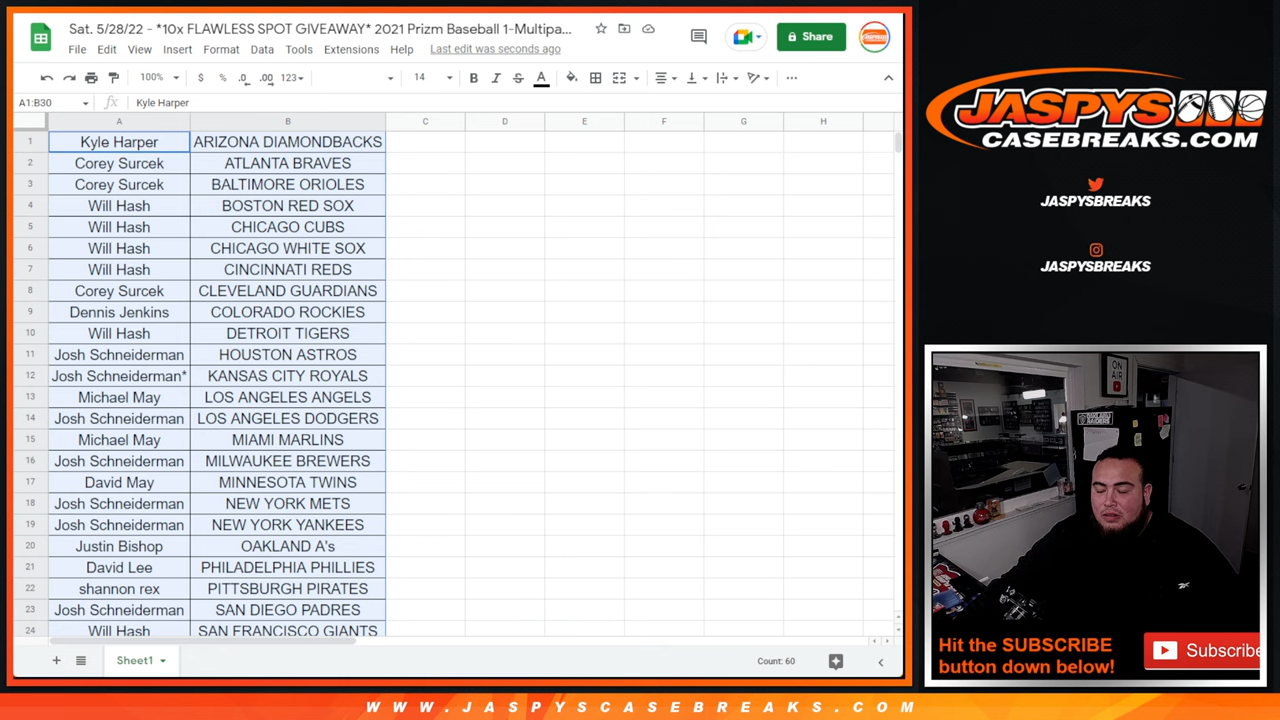 Sat. 5/28/22 - *10x FLAWLESS SPOT GIVEAWAY* 2021 Prizm Baseball 1-Multipa...
File Edit View Insert Format Data Tools Extensions Help Last edit was seconds ago
Share
100% $ % .0 .00 123 14 B I S A
A1:B30 fx Kyle Harper
A B C D E F G H
1 Kyle Harper ARIZONA DIAMONDBACKS
2 Corey Surcek ATLANTA BRAVES
3 Corey Surcek BALTIMORE ORIOLES
4 Will Hash BOSTON RED SOX
5 Will Hash CHICAGO CUBS
6 Will Hash CHICAGO WHITE SOX
7 Will Hash CINCINNATI REDS
8 Corey Surcek CLEVELAND GUARDIANS
9 Dennis Jenkins COLORADO ROCKIES
10 Will Hash DETROIT TIGERS
11 Josh Schneiderman HOUSTON ASTROS
12 Josh Schneiderman* KANSAS CITY ROYALS
13 Michael May LOS ANGELES ANGELS
14 Josh Schneiderman LOS ANGELES DODGERS
15 Michael May MIAMI MARLINS
16 Josh Schneiderman MILWAUKEE BREWERS
17 David May MINNESOTA TWINS
18 Josh Schneiderman NEW YORK METS
19 Josh Schneiderman NEW YORK YANKEES
20 Justin Bishop OAKLAND A's
21 David Lee PHILADELPHIA PHILLIES
22 shannon rex PITTSBURGH PIRATES
23 Josh Schneiderman SAN DIEGO PADRES
24 Will Hash SAN FRANCISCO GIANTS
Sheet1 Count: 60
JASPYS
CASEBREAKS.COM
JASPYSBREAKS
JASPYSBREAKS
ON
AIR
Hit the SUBSCRIBE
button down below!
Subscribe
WWW.JASPYSCASEBREAKS.COM